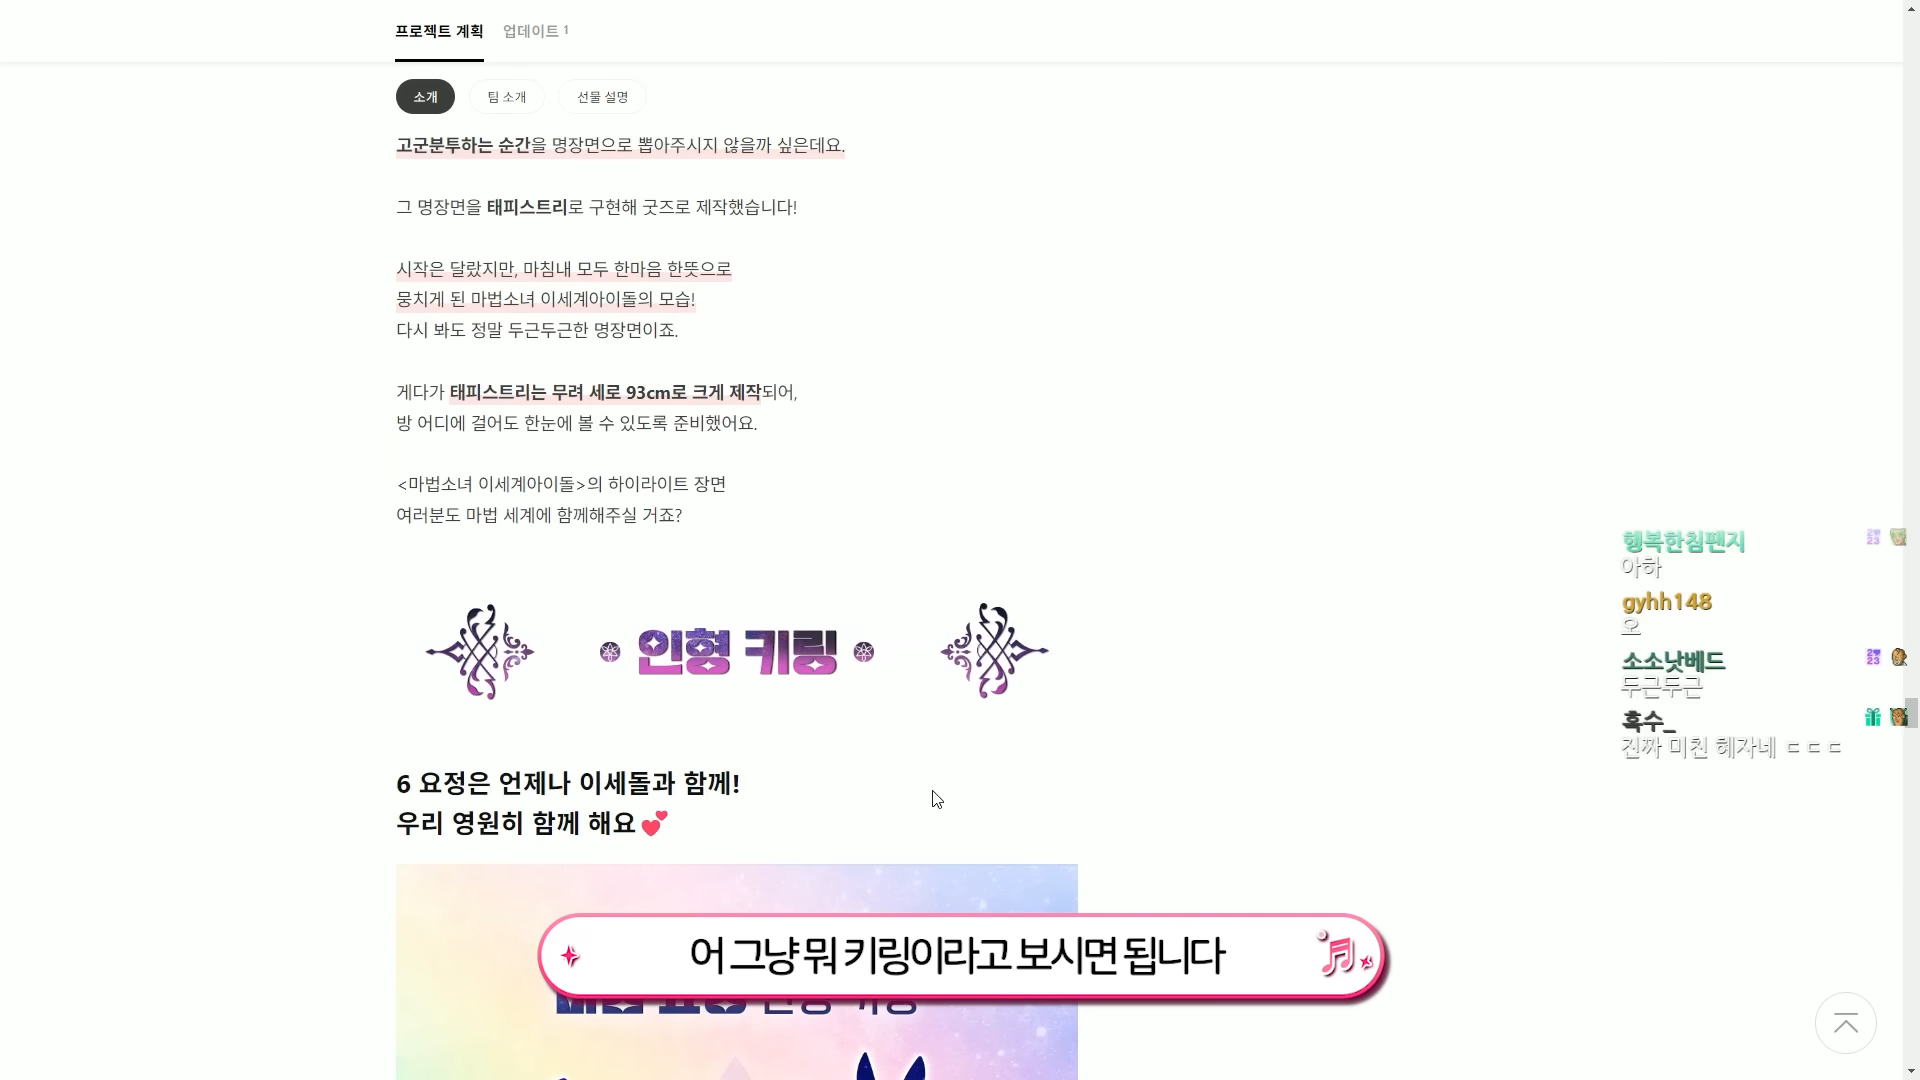 프로젝트 계획
업데이트 1
소개
팀 소개
선물 설명
고군분투하는 순간을 명장면으로 뽑아주시지 않을까 싶은데요.
그 명장면을 태피스트리로 구현해 굿즈로 제작했습니다!
시작은 달랐지만, 마침내 모두 한마음 한뜻으로
뭉치게 된 마법소녀 이세계아이돌의 모습!
다시 봐도 정말 두근두근한 명장면이죠.
게다가 태피스트리는 무려 세로 93cm로 크게 제작되어,
방 어디에 걸어도 한눈에 볼 수 있도록 준비했어요.
<마법소녀 이세계아이돌>의 하이라이트 장면
여러분도 마법 세계에 함께해주실 거죠?
인형 키링
6 요정은 언제나 이세돌과 함께!
우리 영원히 함께 해요💕
어 그냥 뭐 키링이라고 보시면 됩니다
행복한침팬지
아하
gyhh148
오
소소낫베드
두근두근
흑수_
진짜 미친 혜자네 ㄷㄷㄷ